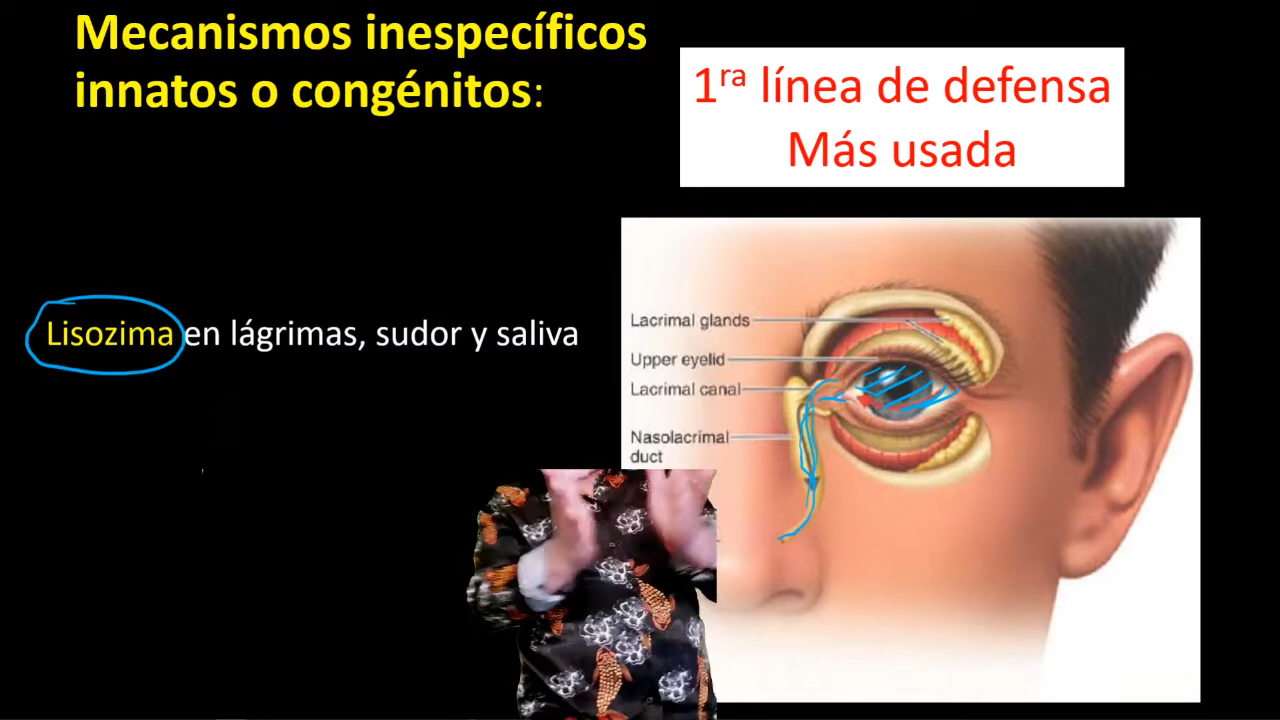 Mecanismos inespecíficos
innatos o congénitos:
1ra línea de defensa
Más usada
Lisozima en lágrimas, sudor y saliva
Lacrimal glands
Upper eyelid
Lacrimal canal
Nasolacrimal
duct